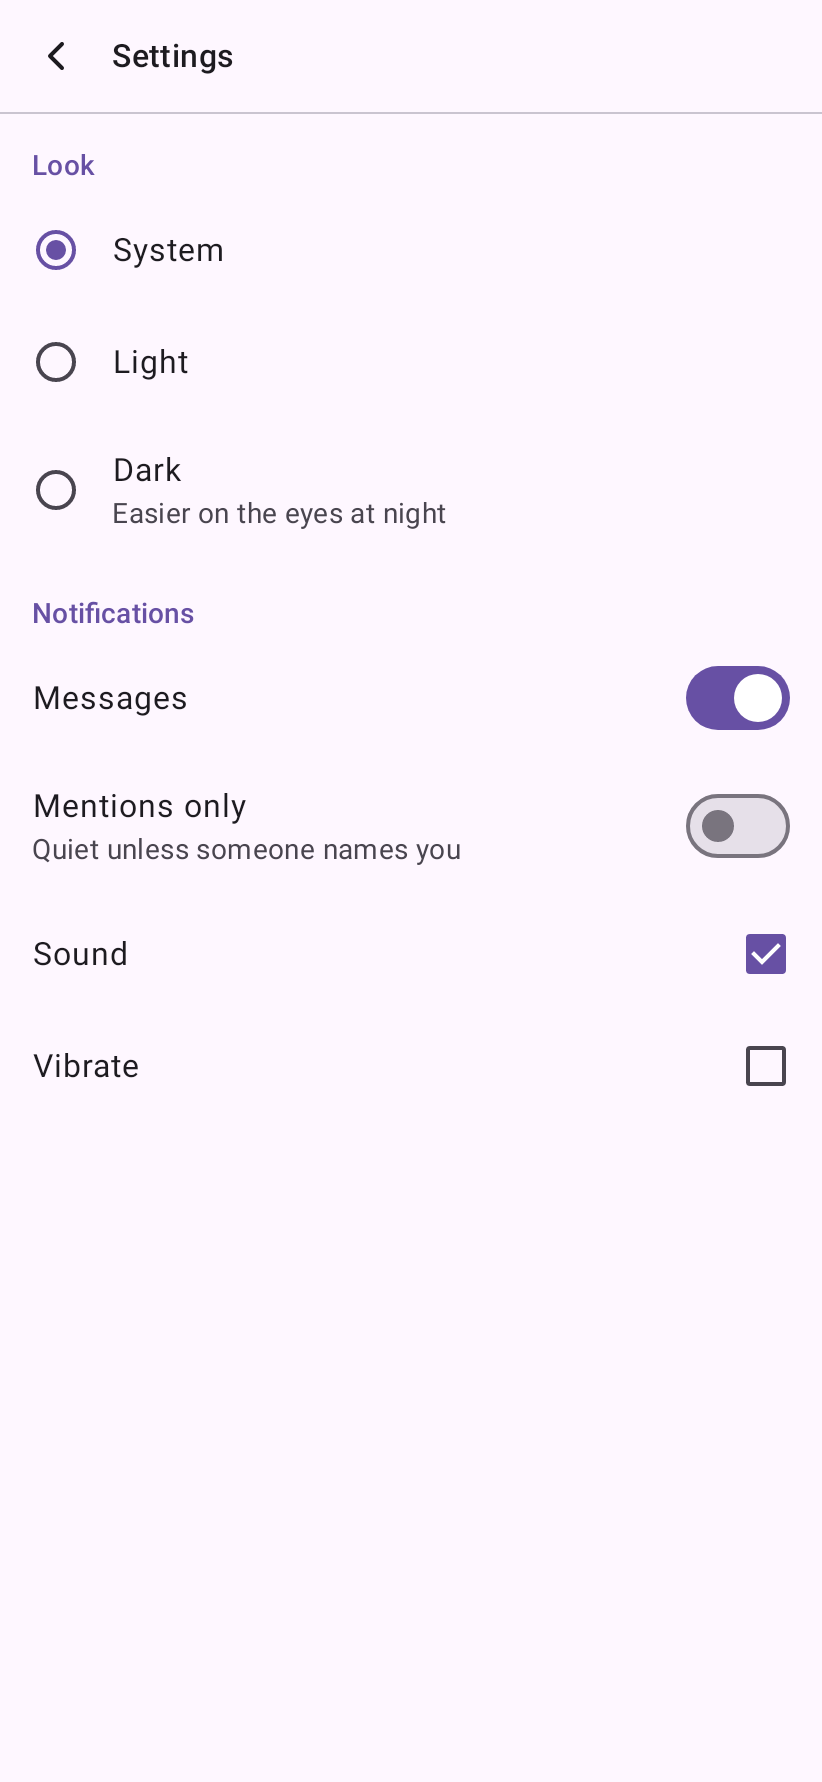 Settings
Look
System
Light
Dark
Easier on the eyes at night
Notifications
Messages
Mentions only
Quiet unless someone names you
Sound
Vibrate